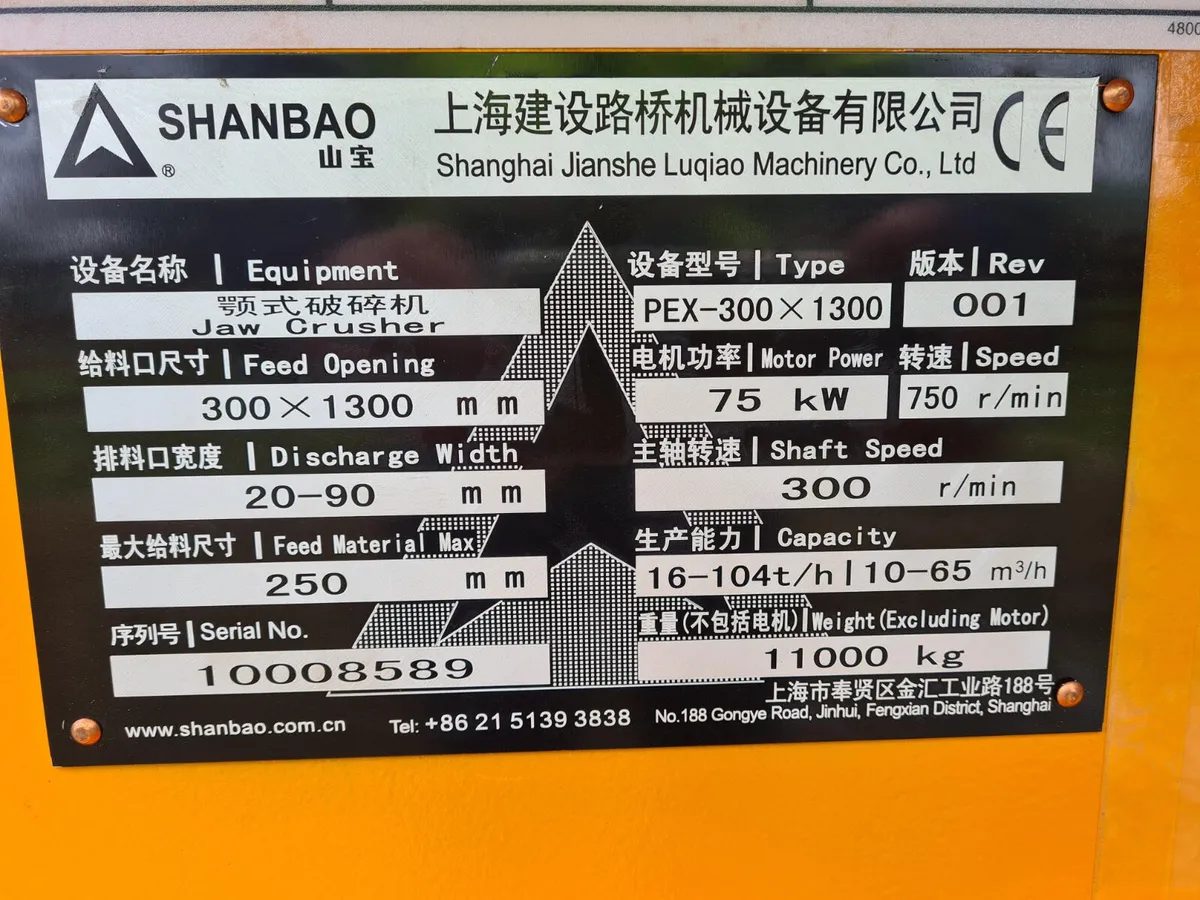 4800
SHANBAO
山宝
®
上海建设路桥机械设备有限公司
Shanghai Jianshe Luqiao Machinery Co., Ltd
CE
设备名称 | Equipment
颚式破碎机
Jaw Crusher
设备型号 | Type
PEX-300×1300
版本 | Rev
001
给料口尺寸 | Feed Opening
300×1300 mm
电机功率 | Motor Power
75 kW
转速 | Speed
750 r/min
排料口宽度 | Discharge Width
20-90 mm
主轴转速 | Shaft Speed
300 r/min
最大给料尺寸 | Feed Material Max
250 mm
生产能力 | Capacity
16-104t/h | 10-65 m³/h
序列号 | Serial No.
10008589
重量(不包括电机) | Weight(Excluding Motor)
11000 kg
上海市奉贤区金汇工业路188号
www.shanbao.com.cn
Tel: +86 21 5139 3838
No.188 Gongye Road, Jinhui, Fengxian District, Shanghai